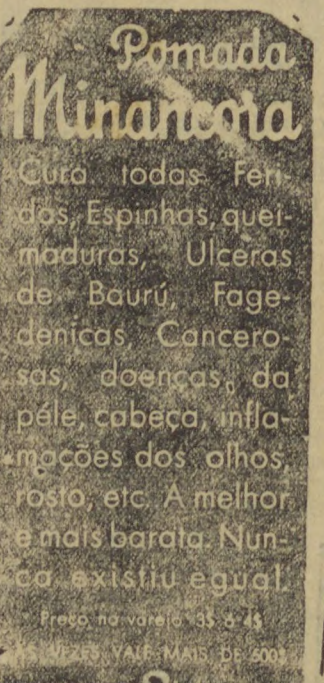 Pomada
Minancora
Cura todas Feri-
das, Espinhas, quei-
maduras, Ulceras
de Baurú, Fage-
denicas, Cancero-
sas, doenças, da
péle, cabeça, infla-
mações dos olhos,
rosto, etc. A melhor
e mais barata. Nun-
ca existiu egual.
Preço no varejo 3$ a 4$
ÁS VEZES VALE MAIS DE 500$